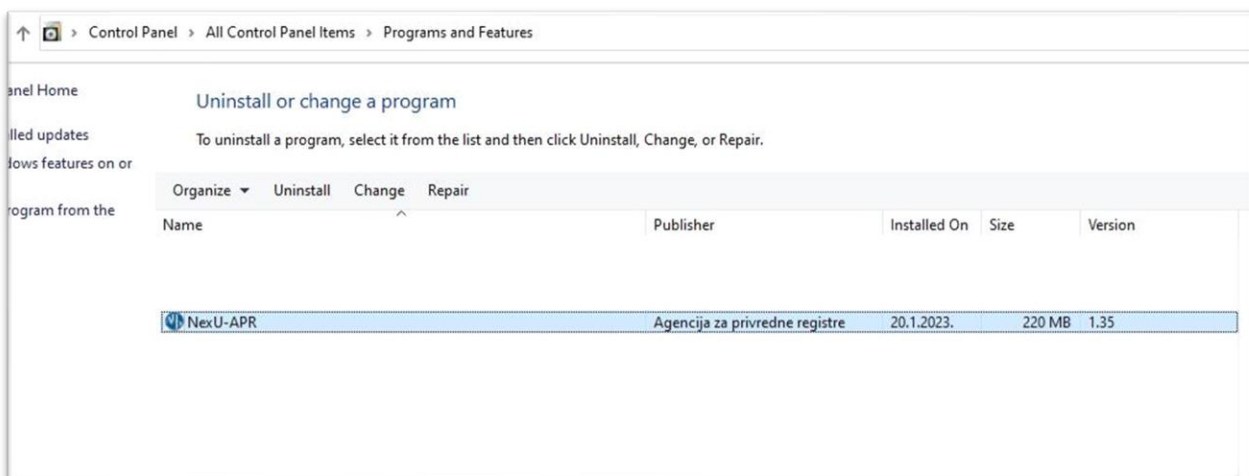 Control Panel > All Control Panel Items > Programs and Features
anel Home
Uninstall or change a program
lled updates
To uninstall a program, select it from the list and then click Uninstall, Change, or Repair.
dows features on or
Organize Uninstall Change Repair
rogram from the
Name Publisher Installed On Size Version
NexU-APR Agencija za privredne registre 20.1.2023. 220 MB 1.35